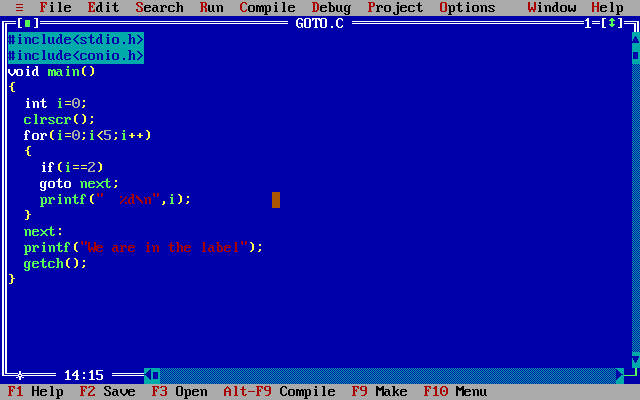 ≡ File Edit Search Run Compile Debug Project Options Window Help
[■] GOTO.C 1=[↕]
#include<stdio.h>
#include<conio.h>
void main()
{
int i=0;
clrscr();
for(i=0;i<5;i++)
{
if(i==2)
goto next;
printf("  %d\n",i);
}
next:
printf("We are in the label");
getch();
}
14:15
F1 Help F2 Save F3 Open Alt-F9 Compile F9 Make F10 Menu